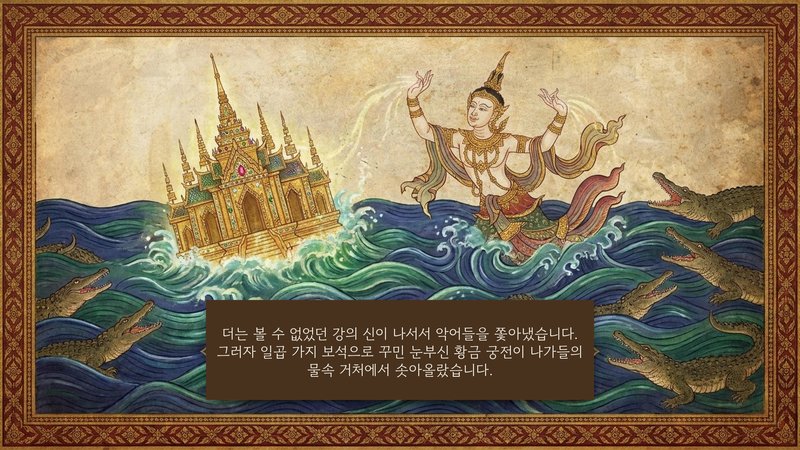 더는 볼 수 없었던 강의 신이 나서서 악어들을 쫓아냈습니다.
그러자 일곱 가지 보석으로 꾸민 눈부신 황금 궁전이 나가들의
물속 거처에서 솟아올랐습니다.